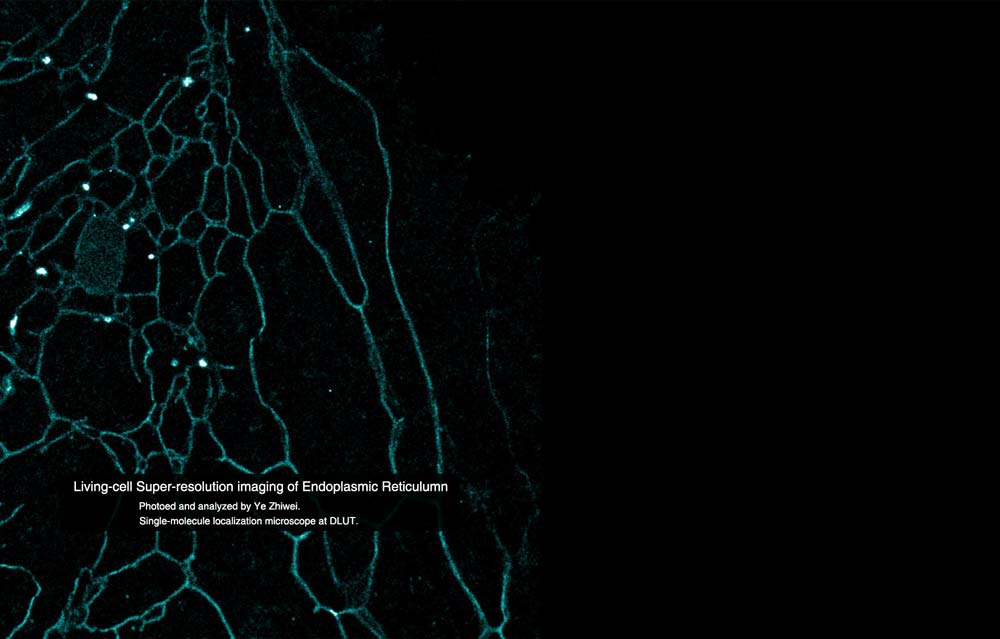 Living-cell Super-resolution imaging of Endoplasmic Reticulumn
Photoed and analyzed by Ye Zhiwei.
Single-molecule localization microscope at DLUT.